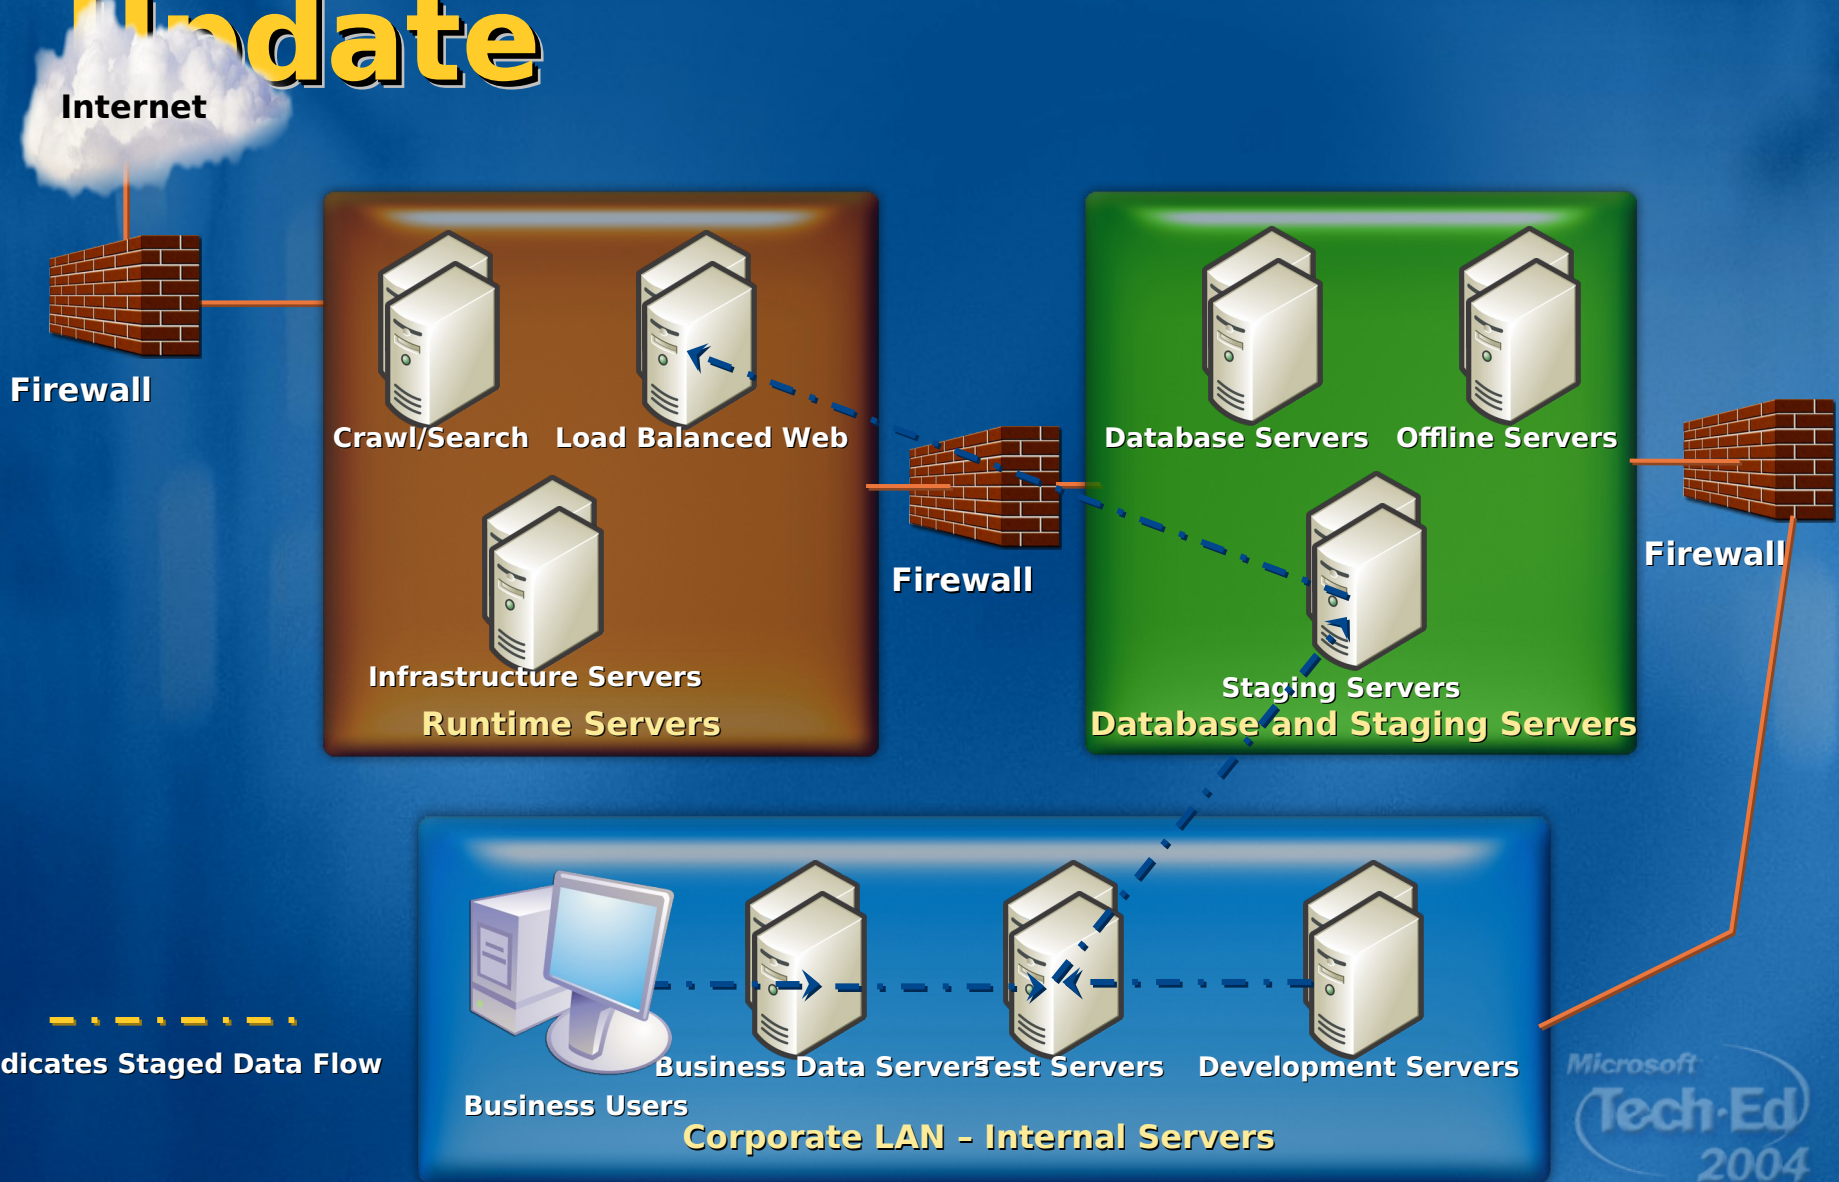 Update
Internet
Firewall
Crawl/Search
Load Balanced Web
Database Servers
Offline Servers
Firewall
Firewall
Infrastructure Servers
Staging Servers
Runtime Servers
Database and Staging Servers
dicates Staged Data Flow
Business Data Servers
Test Servers
Development Servers
Business Users
Corporate LAN – Internal Servers
Microsoft
Tech·Ed
2004